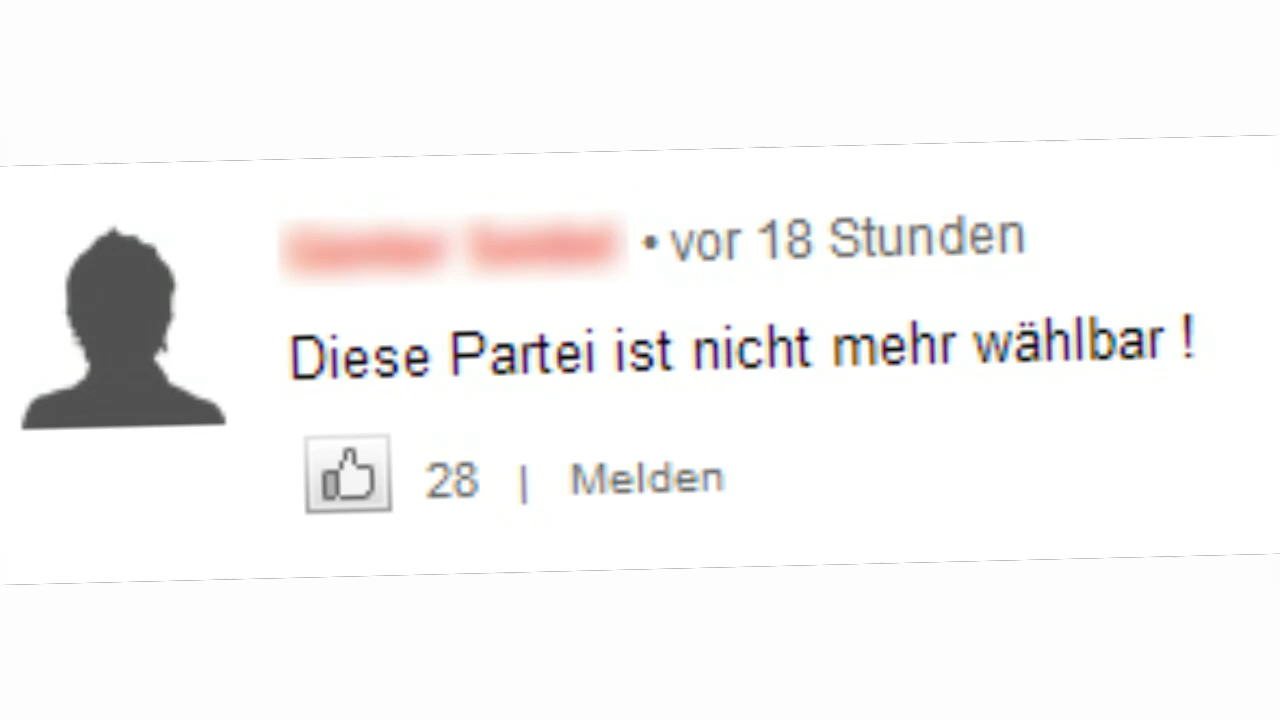 • vor 18 Stunden
Diese Partei ist nicht mehr wählbar !
28 | Melden